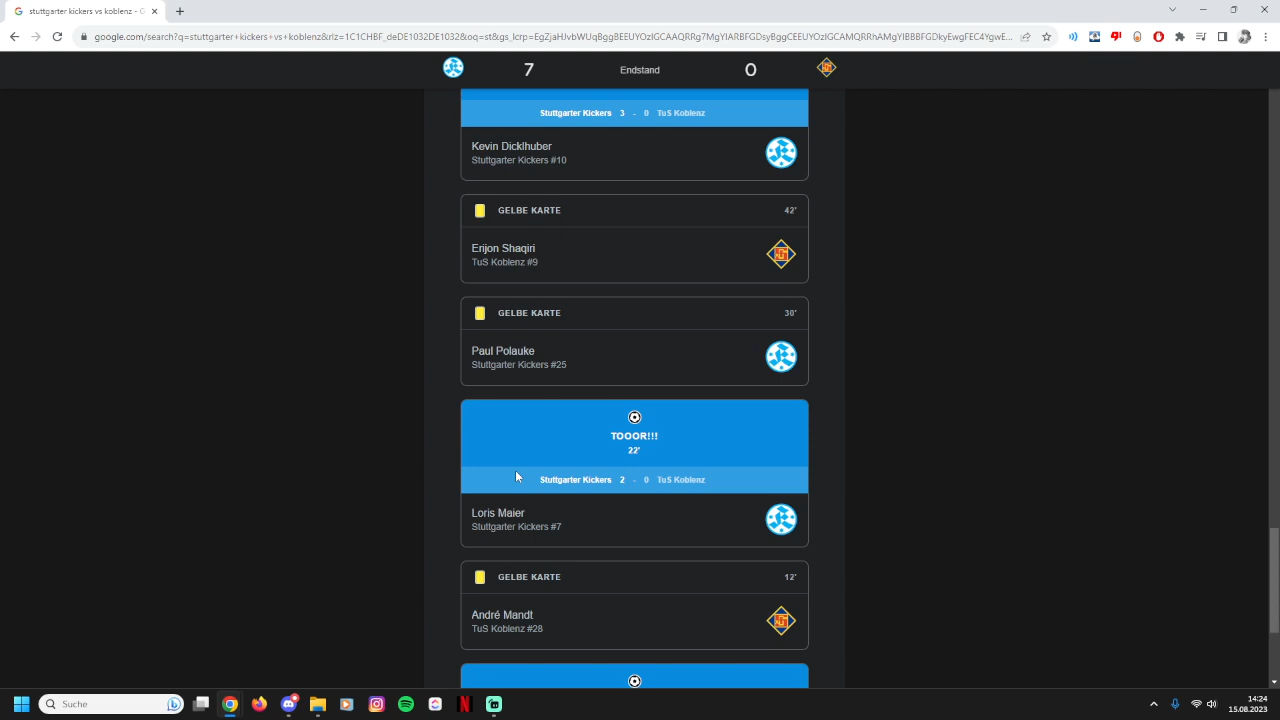 stuttgarter kickers vs koblenz - G
google.com/search?q=stuttgarter+kickers+vs+koblenz&rlz=1C1CHBF_deDE1032DE1032&oq=st&gs_lcrp=EgZjaHJvbWUqBgg8EEUYOzIGCAAQRRg7MgYIARBFGDsyBggCEEUYOzIGCAMQRRhAMgYIBBBFGDkyEwgFEC4YgwE...
7 Endstand 0
Stuttgarter Kickers 3 - 0 TuS Koblenz
Kevin Dicklhuber
Stuttgarter Kickers #10
GELBE KARTE 42'
Erijon Shaqiri
TuS Koblenz #9
GELBE KARTE 30'
Paul Polauke
Stuttgarter Kickers #25
TOOOR!!!
22'
Stuttgarter Kickers 2 - 0 TuS Koblenz
Loris Maier
Stuttgarter Kickers #7
GELBE KARTE 12'
André Mandt
TuS Koblenz #28
Suche
14:24
15.08.2023